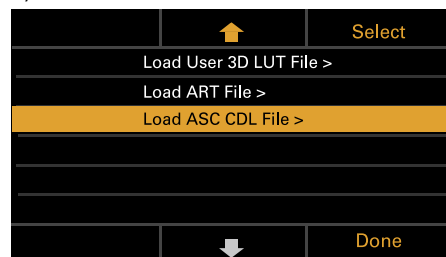 Select
Load User 3D LUT File >
Load ART File >
Load ASC CDL File >
Done